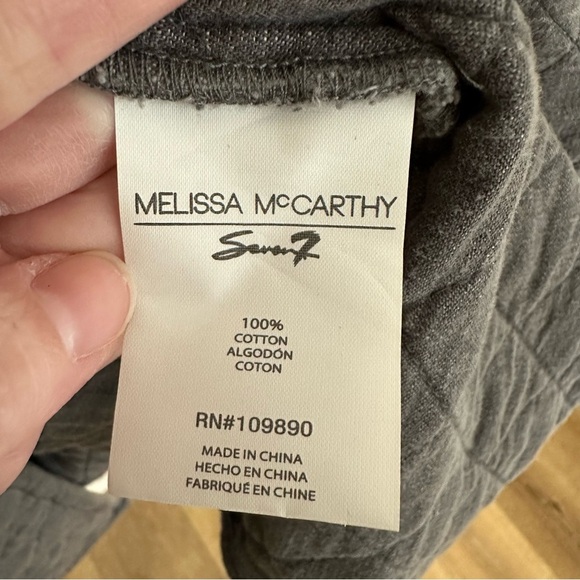 MELISSA McCARTHY
Seven7
100%
COTTON
ALGODÓN
COTON
RN#109890
MADE IN CHINA
HECHO EN CHINA
FABRIQUÉ EN CHINE